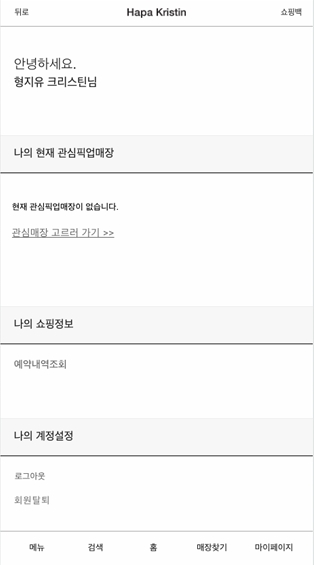 뒤로 Hapa Kristin 쇼핑백
안녕하세요.
형지유 크리스틴님
나의 현재 관심픽업매장
현재 관심픽업매장이 없습니다.
관심매장 고르러 가기 >>
나의 쇼핑정보
예약내역조회
나의 계정설정
로그아웃
회원탈퇴
메뉴 검색 홈 매장찾기 마이페이지